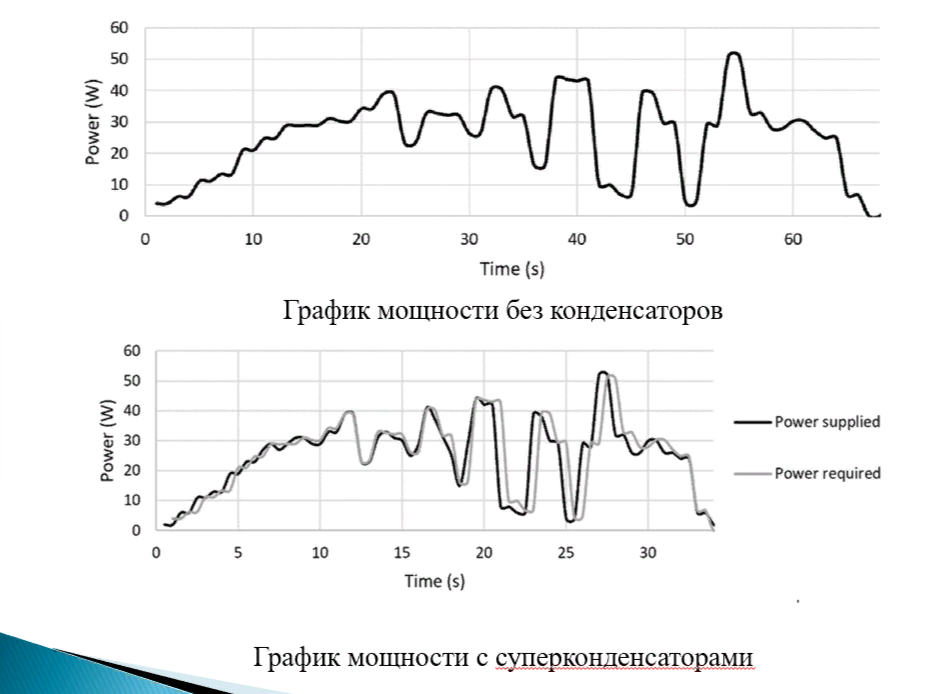 60
50
40
30
20
10
0
Power (W)
0 10 20 30 40 50 60
Time (s)
График мощности без конденсаторов
60
50
40
30
20
10
0
Power (W)
0 5 10 15 20 25 30
Time (s)
Power supplied
Power required
График мощности с суперконденсаторами